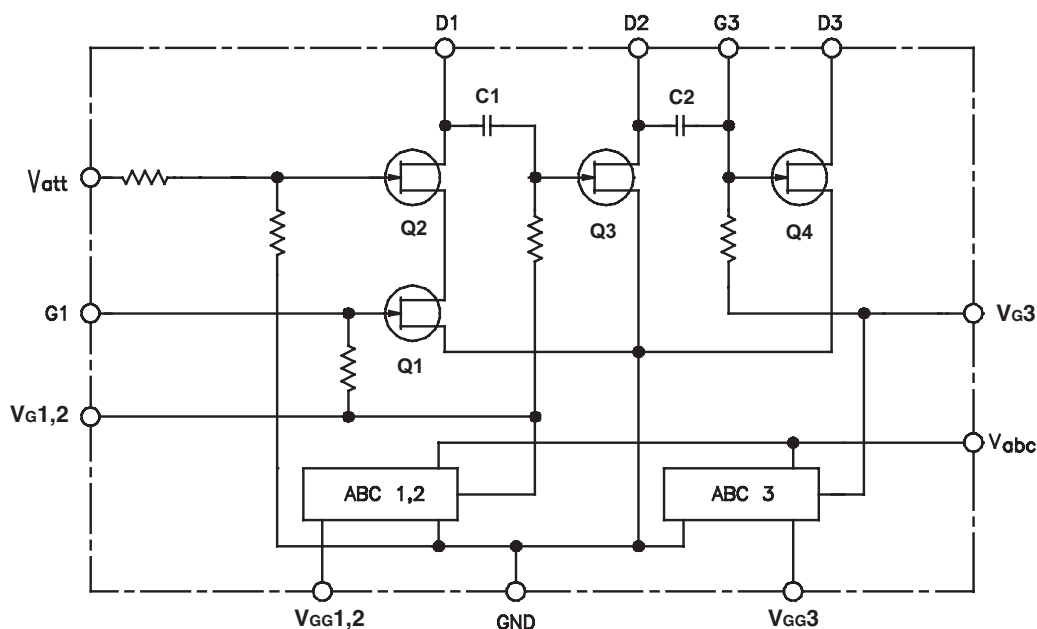 D1 D2 G3 D3
C1 C2
Vatt
Q2 Q3 Q4
G1 VG3
Q1
VG1,2
Vabc
ABC 1,2 ABC 3
VGG1,2 GND VGG3